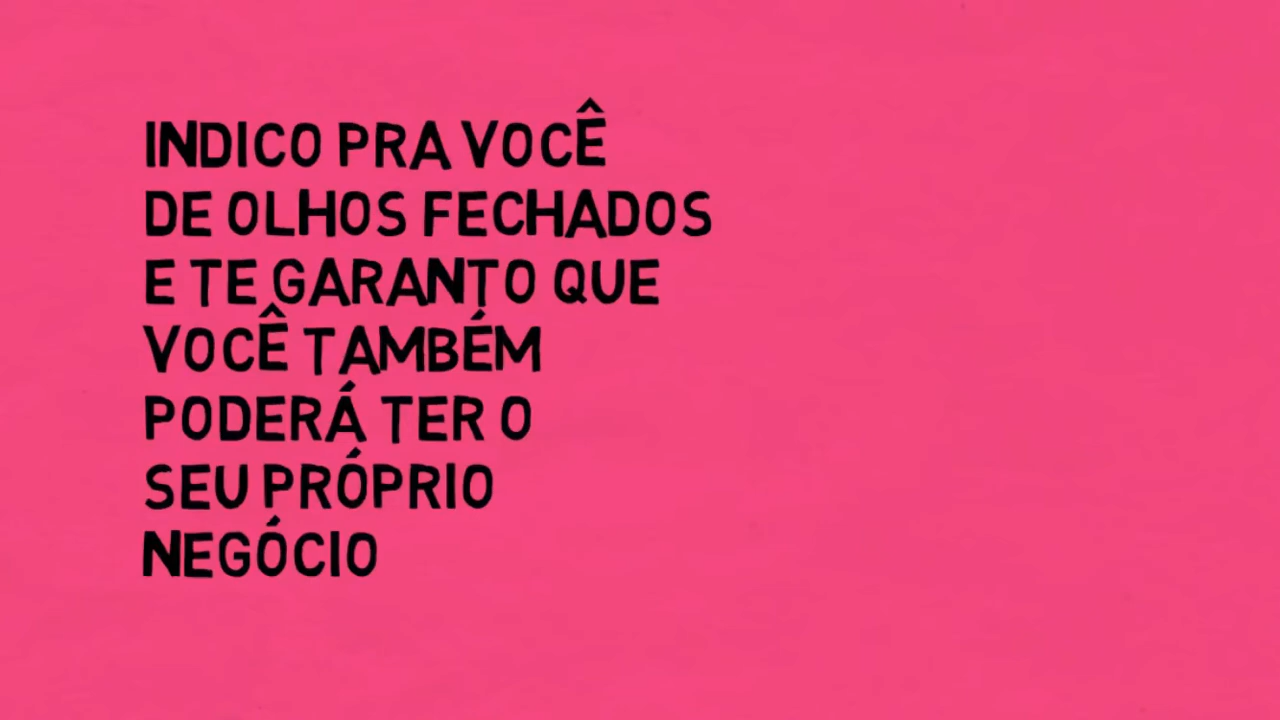 INDICO PRA VOCÊ
DE OLHOS FECHADOS
E TE GARANTO QUE
VOCÊ TAMBÉM
PODERÁ TER O
SEU PRÓPRIO
NEGÓCIO